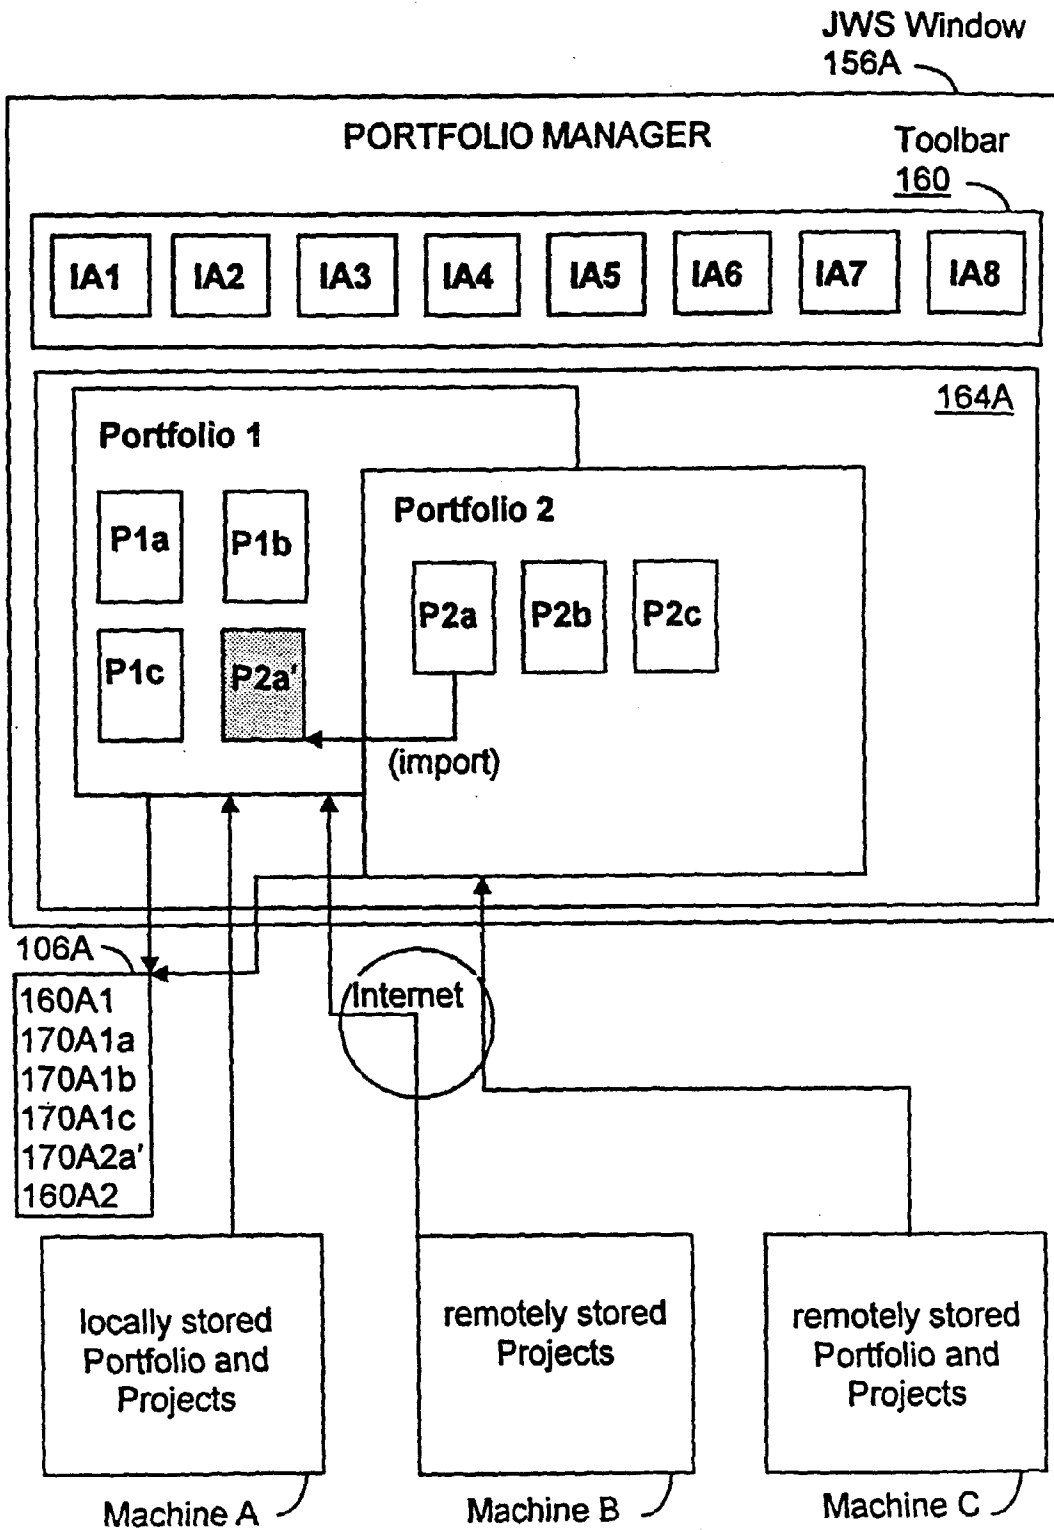 JWS Window
156A
PORTFOLIO MANAGER
Toolbar
160
IA1 IA2 IA3 IA4 IA5 IA6 IA7 IA8
164A
Portfolio 1
Portfolio 2
P1a P1b
P2a P2b P2c
P1c P2a'
(import)
106A
160A1
170A1a
170A1b
170A1c
170A2a'
160A2
Internet
locally stored
Portfolio and
Projects
remotely stored
Projects
remotely stored
Portfolio and
Projects
Machine A
Machine B
Machine C